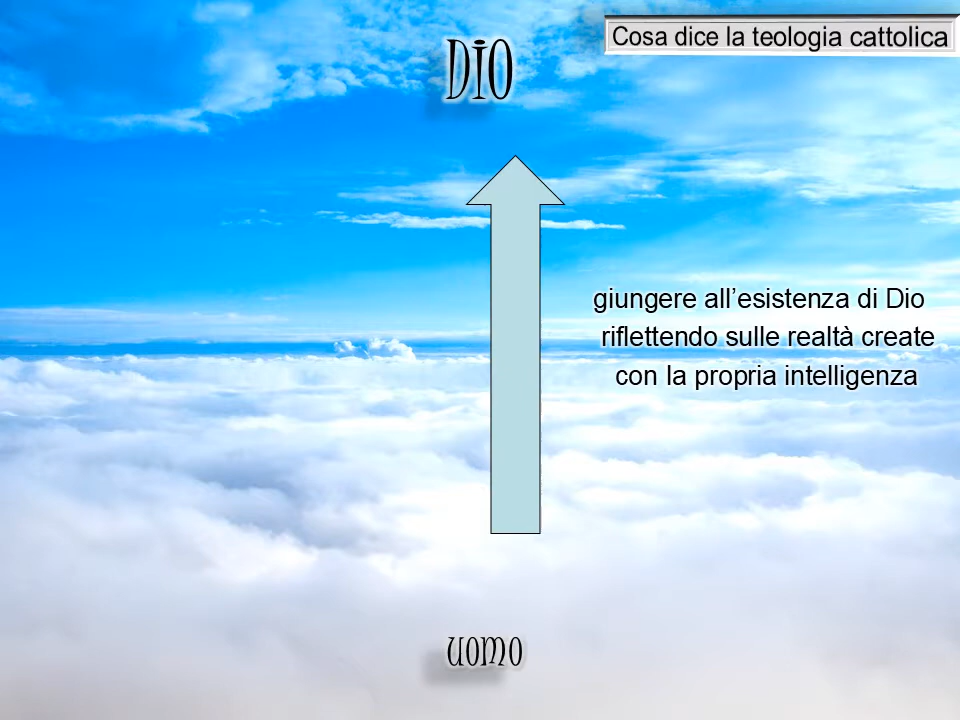 Cosa dice la teologia cattolica
DIO
giungere all’esistenza di Dio
riflettendo sulle realtà create
con la propria intelligenza
uomo